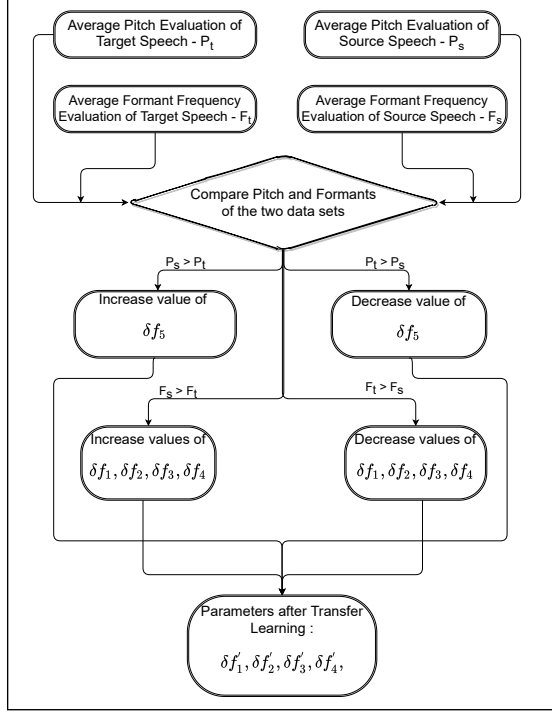 Average Pitch Evaluation of
Target Speech - Pt
Average Pitch Evaluation of
Source Speech - Ps
Average Formant Frequency
Evaluation of Target Speech - Ft
Average Formant Frequency
Evaluation of Source Speech - Fs
Compare Pitch and Formants
of the two data sets
Ps > Pt
Pt > Ps
Increase value of
δf₅
Decrease value of
δf₅
Fs > Ft
Ft > Fs
Increase values of
δf₁, δf₂, δf₃, δf₄
Decrease values of
δf₁, δf₂, δf₃, δf₄
Parameters after Transfer
Learning :
δf₁′, δf₂′, δf₃′, δf₄′,